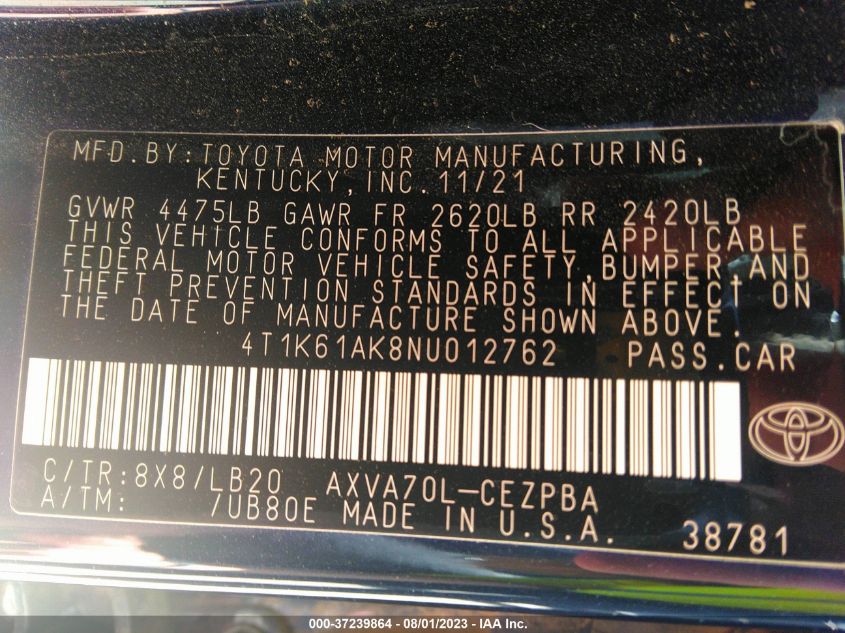 MFD.BY:TOYOTA MOTOR MANUFACTURING,
KENTUCKY,INC.11/21
GVWR 4475LB GAWR FR 2620LB RR 2420LB
THIS VEHICLE CONFORMS TO ALL APPLICABLE
FEDERAL MOTOR VEHICLE SAFETY,BUMPER AND
THEFT PREVENTION STANDARDS IN EFFECT ON
THE DATE OF MANUFACTURE SHOWN ABOVE.
4T1K61AK8NU012762 PASS.CAR
C/TR:8X8/LB20 AXVA70L-CEZPBA
A/TM: /UB80E MADE IN U.S.A. 38781
000-37239864 - 08/01/2023 - IAA Inc.